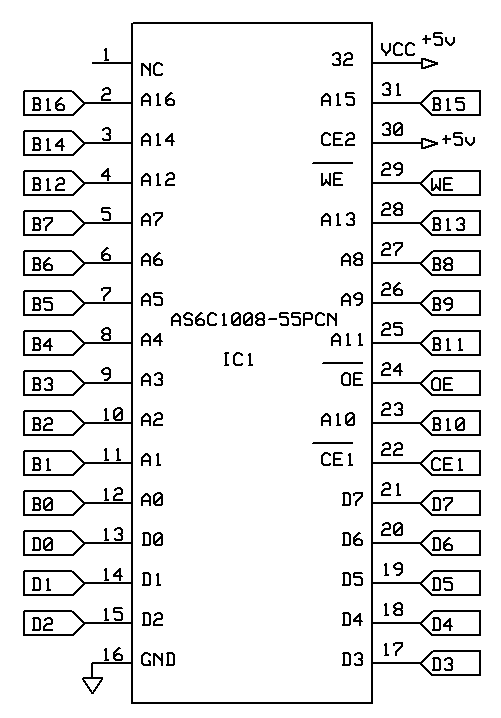 1 NC 32 VCC +5v
B16 2 A16 A15 31 B15
B14 3 A14 CE2 30 +5v
B12 4 A12 WE 29 WE
B7 5 A7 A13 28 B13
B6 6 A6 A8 27 B8
B5 7 A5 A9 26 B9
AS6C1008-55PCN
B4 8 A4 A11 25 B11
IC1
B3 9 A3 OE 24 OE
B2 10 A2 A10 23 B10
B1 11 A1 CE1 22 CE1
B0 12 A0 D7 21 D7
D0 13 D0 D6 20 D6
D1 14 D1 D5 19 D5
D2 15 D2 D4 18 D4
16 GND D3 17 D3